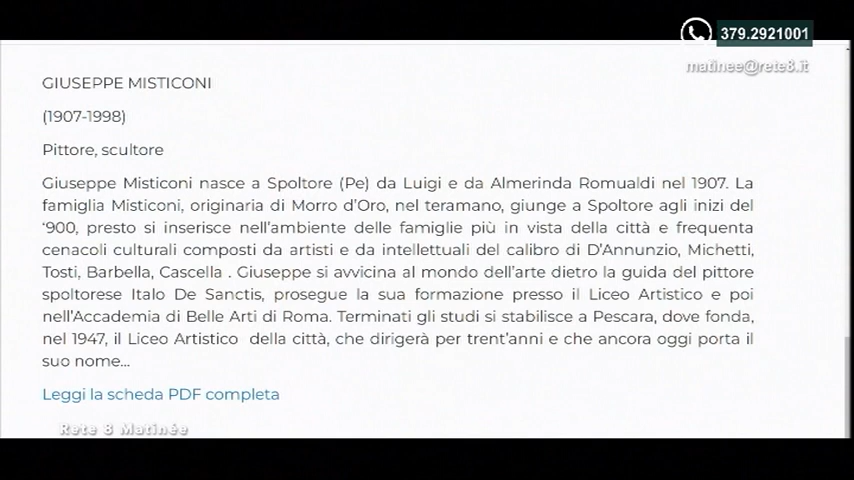 379.2921001
matinee@rete8.it
GIUSEPPE MISTICONI
(1907-1998)
Pittore, scultore
Giuseppe Misticoni nasce a Spoltore (Pe) da Luigi e da Almerinda Romualdi nel 1907. La
famiglia Misticoni, originaria di Morro d'Oro, nel teramano, giunge a Spoltore agli inizi del
'900, presto si inserisce nell'ambiente delle famiglie più in vista della città e frequenta
cenacoli culturali composti da artisti e da intellettuali del calibro di D'Annunzio, Michetti,
Tosti, Barbella, Cascella . Giuseppe si avvicina al mondo dell'arte dietro la guida del pittore
spoltorese Italo De Sanctis, prosegue la sua formazione presso il Liceo Artistico e poi
nell'Accademia di Belle Arti di Roma. Terminati gli studi si stabilisce a Pescara, dove fonda,
nel 1947, il Liceo Artistico  della città, che dirigerà per trent'anni e che ancora oggi porta il
suo nome...
Leggi la scheda PDF completa
Rete 8 Matinée